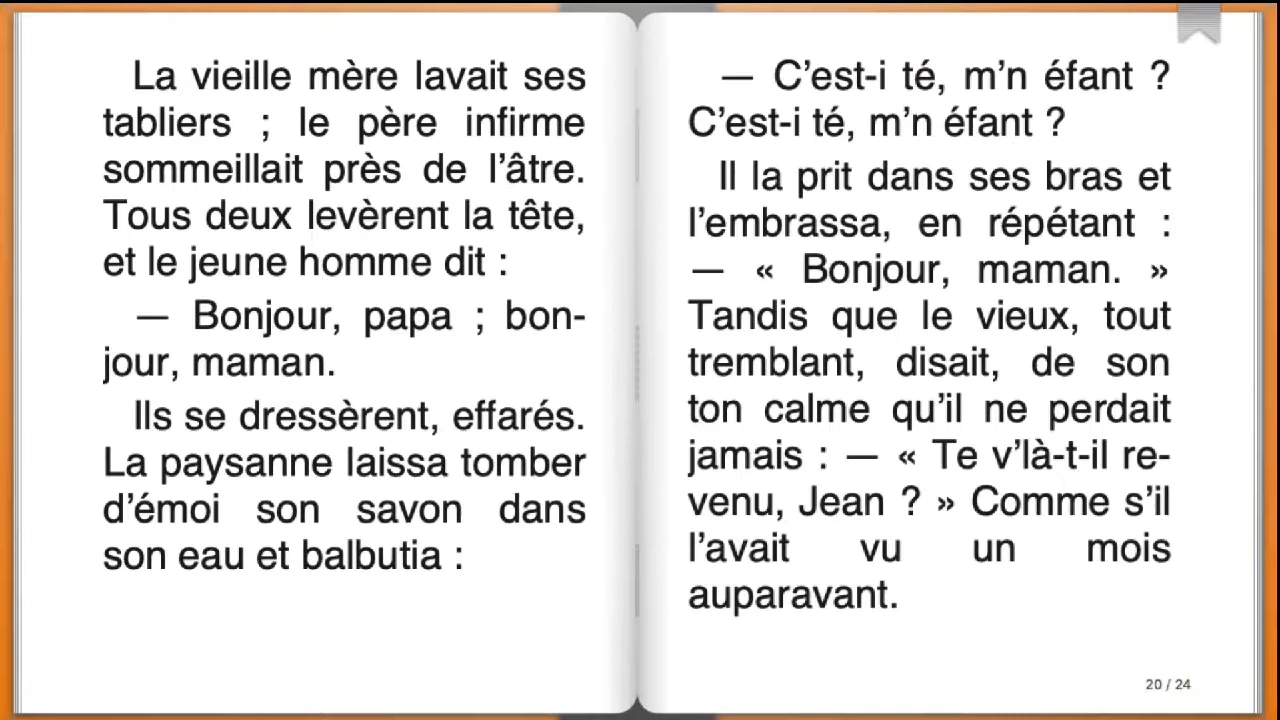 La vieille mère lavait ses
tabliers ; le père infirme
sommeillait près de l’âtre.
Tous deux levèrent la tête,
et le jeune homme dit :
— Bonjour, papa ; bon-
jour, maman.
Ils se dressèrent, effarés.
La paysanne laissa tomber
d’émoi son savon dans
son eau et balbutia :
— C’est-i té, m’n éfant ?
C’est-i té, m’n éfant ?
Il la prit dans ses bras et
l’embrassa, en répétant :
— « Bonjour, maman. »
Tandis que le vieux, tout
tremblant, disait, de son
ton calme qu’il ne perdait
jamais : — « Te v’là-t-il re-
venu, Jean ? » Comme s’il
l’avait vu un mois
auparavant.
20 / 24